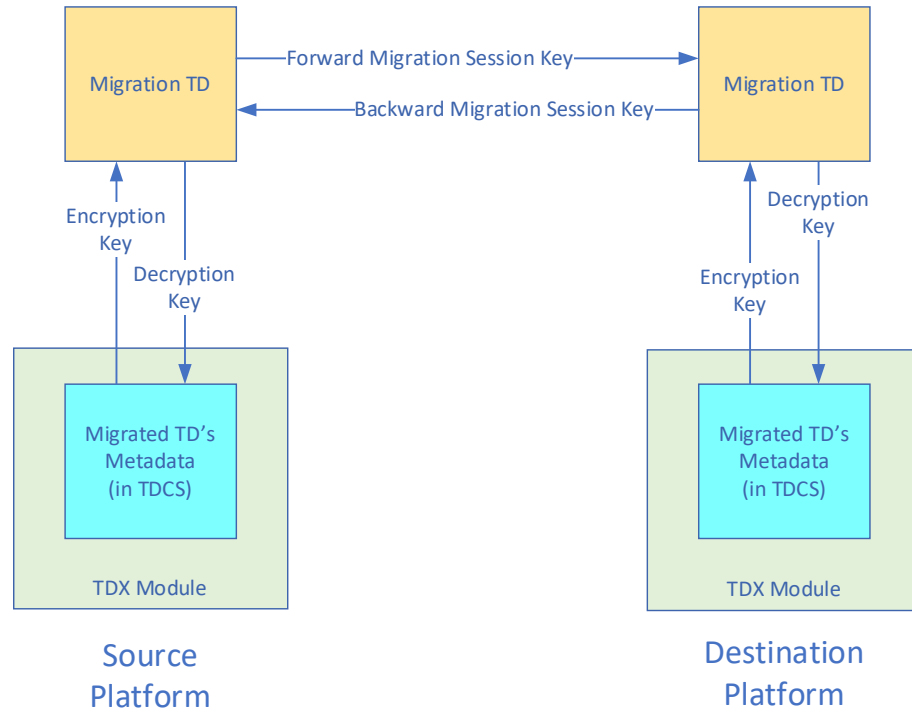 Migration TD
Forward Migration Session Key
Backward Migration Session Key
Migration TD
Encryption
Key
Decryption
Key
Decryption
Key
Encryption
Key
Migrated TD’s
Metadata
(in TDCS)
TDX Module
Migrated TD’s
Metadata
(in TDCS)
TDX Module
Source
Platform
Destination
Platform